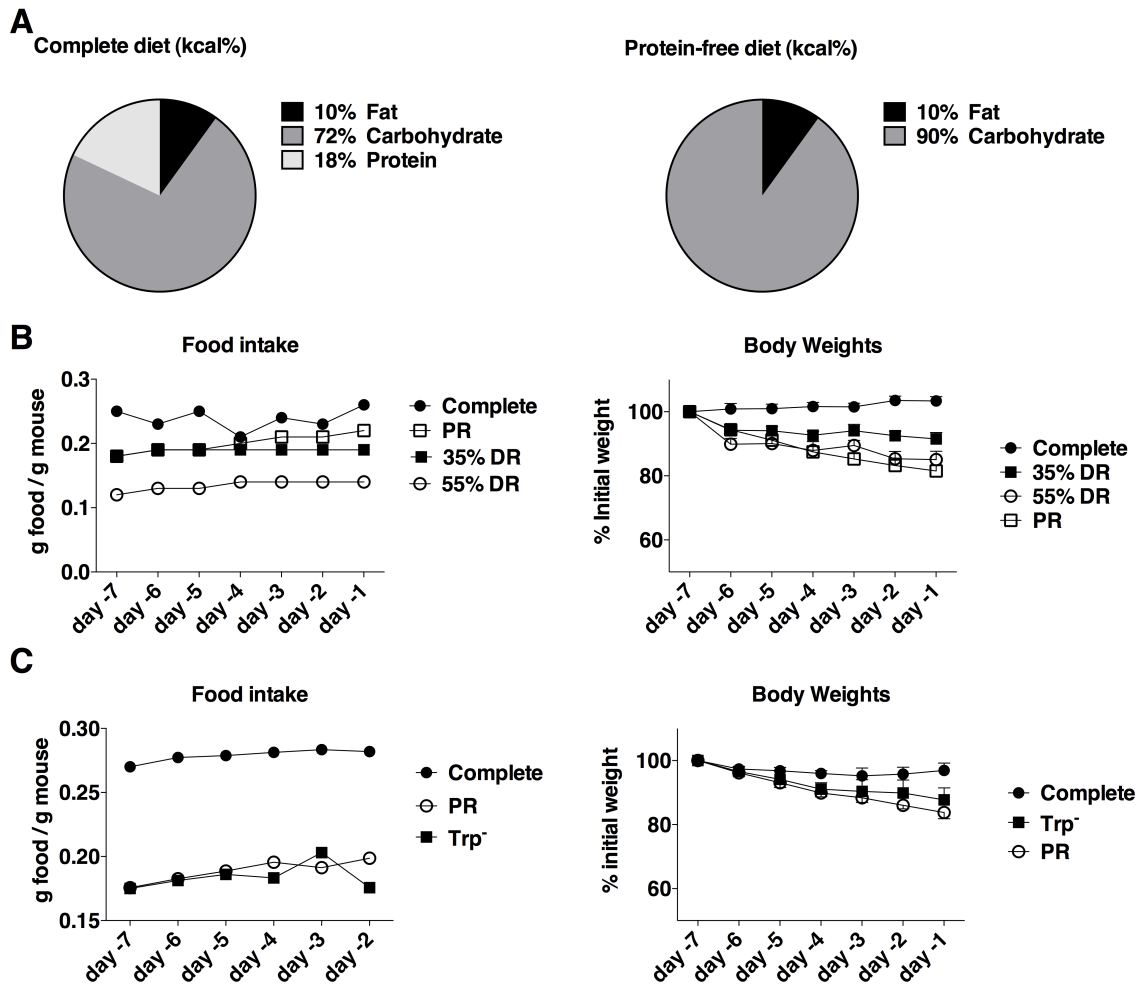 A
Complete diet (kcal%)
10% Fat
72% Carbohydrate
18% Protein
Protein-free diet (kcal%)
10% Fat
90% Carbohydrate
B
Food intake
g food / g mouse
0.3
0.2
0.1
0.0
day -7
day -6
day -5
day -4
day -3
day -2
day -1
Complete
PR
35% DR
55% DR
Body Weights
% Initial weight
100
80
60
day -7
day -6
day -5
day -4
day -3
day -2
day -1
Complete
35% DR
55% DR
PR
C
Food intake
g food / g mouse
0.30
0.25
0.20
0.15
day -7
day -6
day -5
day -4
day -3
day -2
Complete
PR
Trp-
Body Weights
% initial weight
100
80
60
day -7
day -6
day -5
day -4
day -3
day -2
day -1
Complete
Trp-
PR